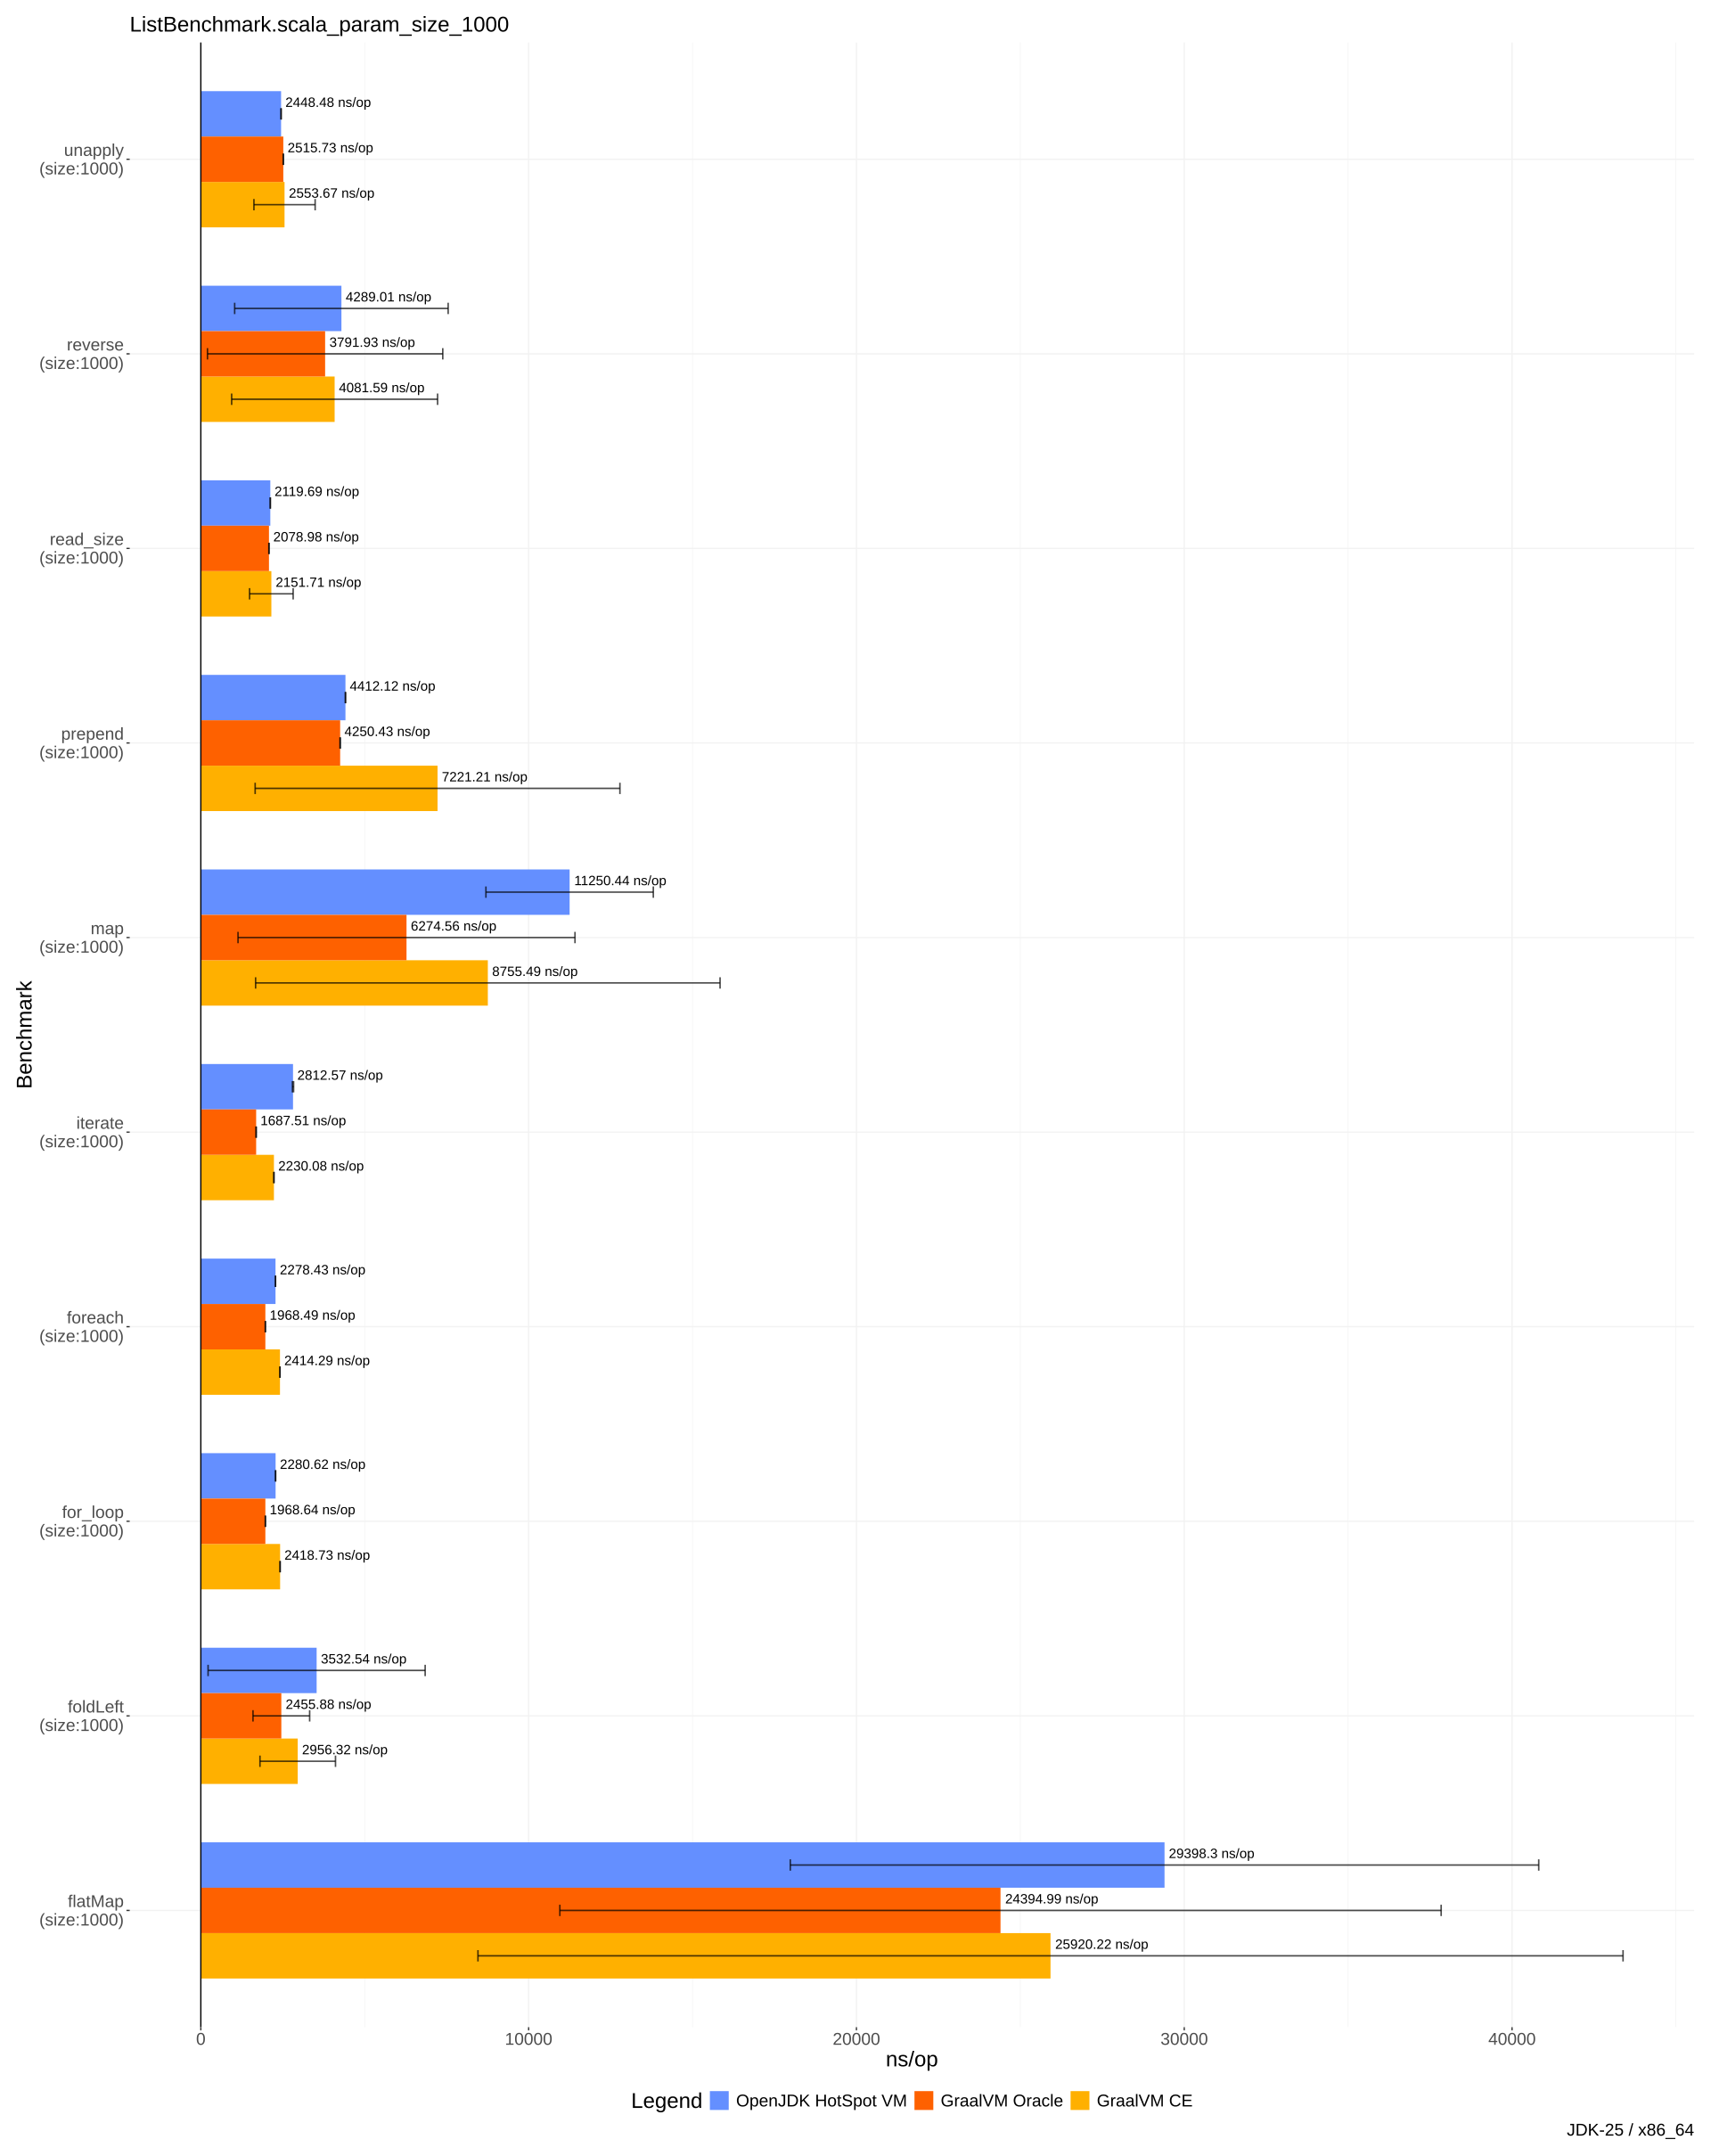 ListBenchmark.scala_param_size_1000
unapply
(size:1000)
2448.48 ns/op
2515.73 ns/op
2553.67 ns/op
reverse
(size:1000)
4289.01 ns/op
3791.93 ns/op
4081.59 ns/op
read_size
(size:1000)
2119.69 ns/op
2078.98 ns/op
2151.71 ns/op
prepend
(size:1000)
4412.12 ns/op
4250.43 ns/op
7221.21 ns/op
map
(size:1000)
11250.44 ns/op
6274.56 ns/op
8755.49 ns/op
iterate
(size:1000)
2812.57 ns/op
1687.51 ns/op
2230.08 ns/op
foreach
(size:1000)
2278.43 ns/op
1968.49 ns/op
2414.29 ns/op
for_loop
(size:1000)
2280.62 ns/op
1968.64 ns/op
2418.73 ns/op
foldLeft
(size:1000)
3532.54 ns/op
2455.88 ns/op
2956.32 ns/op
flatMap
(size:1000)
29398.3 ns/op
24394.99 ns/op
25920.22 ns/op
Benchmark
0 10000 20000 30000 40000
ns/op
Legend OpenJDK HotSpot VM GraalVM Oracle GraalVM CE
JDK-25 / x86_64